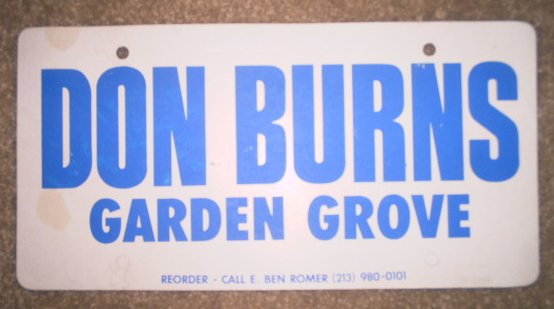 DON BURNS
GARDEN GROVE
REORDER - CALL E. BEN ROMER (213) 980-0101